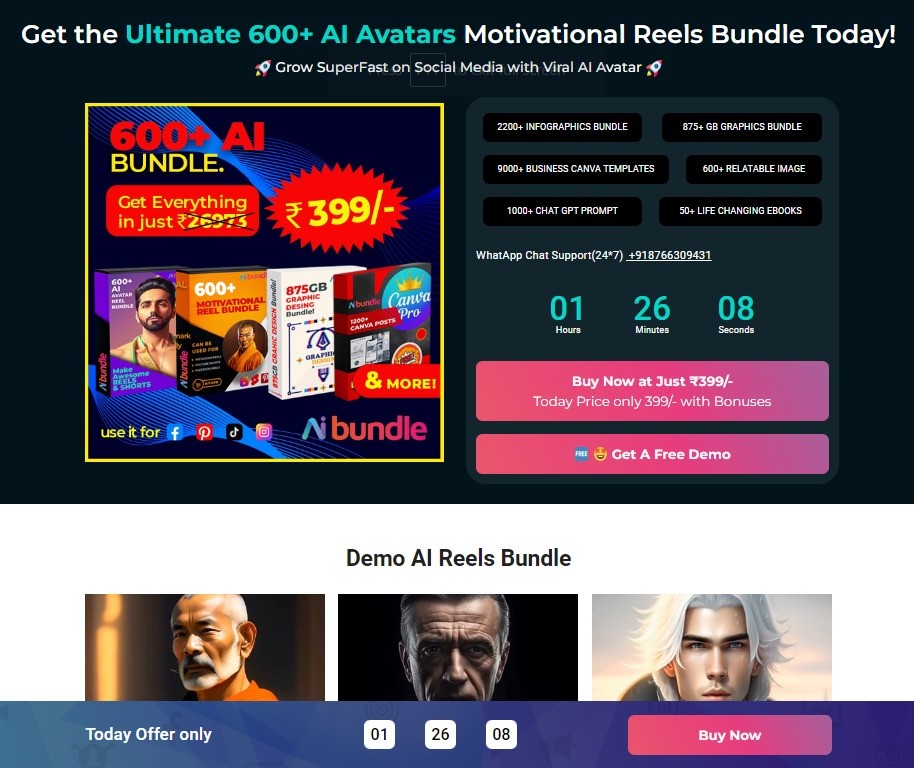 Get the Ultimate 600+ AI Avatars Motivational Reels Bundle Today!
🚀 Grow SuperFast on Social Media with Viral AI Avatar 🚀
600+ AI
BUNDLE.
Get Everything
in just ₹26973
₹ 399/-
600+
AI
AVATAR
REEL
BUNDLE
Make
Awesome
REELS
& SHORTS
AI bundle
600+
MOTIVATIONAL
REEL BUNDLE
CAN BE
USED FOR
875GB
GRAPHIC
DESING
Bundle!
875GB GRAHIC DESIGN Bundle!
GRAPHIC
Canva
Pro
1200+
CANVA POSTS
& MORE!
use it for
Ai bundle
2200+ INFOGRAPHICS BUNDLE
875+ GB GRAPHICS BUNDLE
9000+ BUSINESS CANVA TEMPLATES
600+ RELATABLE IMAGE
1000+ CHAT GPT PROMPT
50+ LIFE CHANGING EBOOKS
WhatApp Chat Support(24*7) +918766309431
01 26 08
Hours Minutes Seconds
Buy Now at Just ₹399/-
Today Price only 399/- with Bonuses
🆓 🤩 Get A Free Demo
Demo AI Reels Bundle
Today Offer only 01 26 08 Buy Now